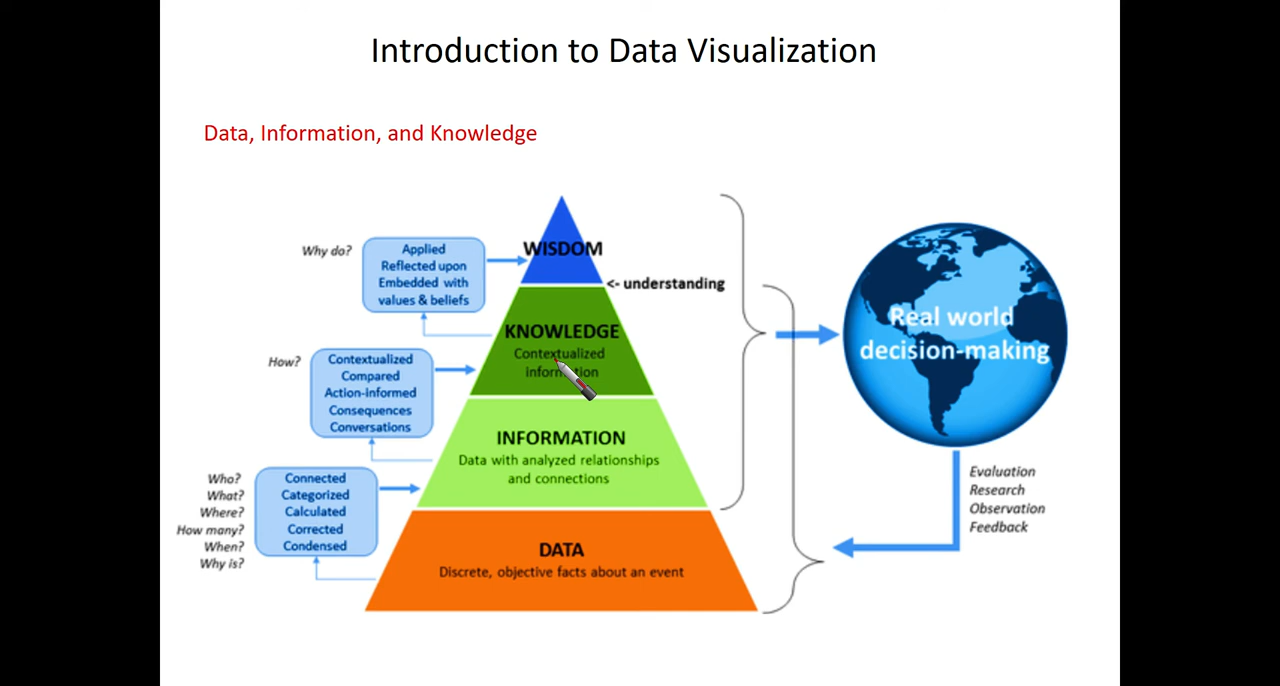 Introduction to Data Visualization
Data, Information, and Knowledge
Why do?
Applied
Reflected upon
Embedded with
values & beliefs
WISDOM
<- understanding
How?
Contextualized
Compared
Action-informed
Consequences
Conversations
KNOWLEDGE
Contextualized
information
Who?
What?
Where?
How many?
When?
Why is?
Connected
Categorized
Calculated
Corrected
Condensed
INFORMATION
Data with analyzed relationships
and connections
DATA
Discrete, objective facts about an event
Real world
decision-making
Evaluation
Research
Observation
Feedback